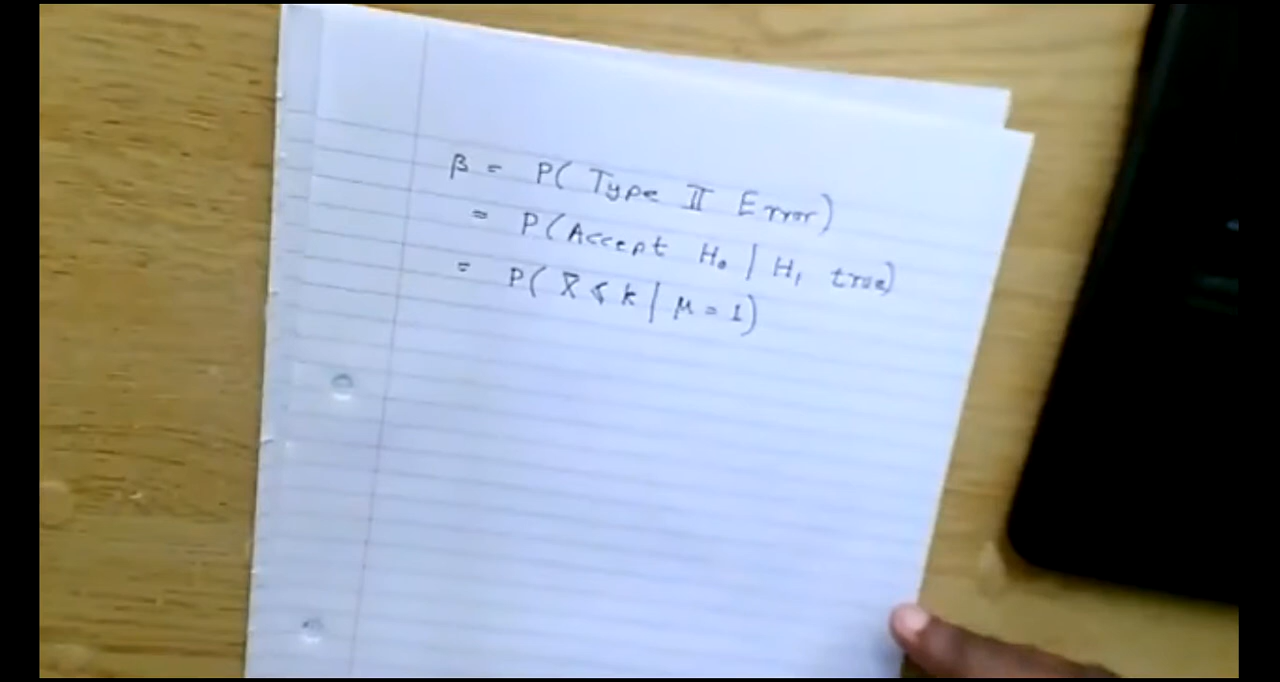 β = P( Type II Error)
= P(Accept H₀ | H₁ true)
= P( X̄ ≤ k | μ = 1)